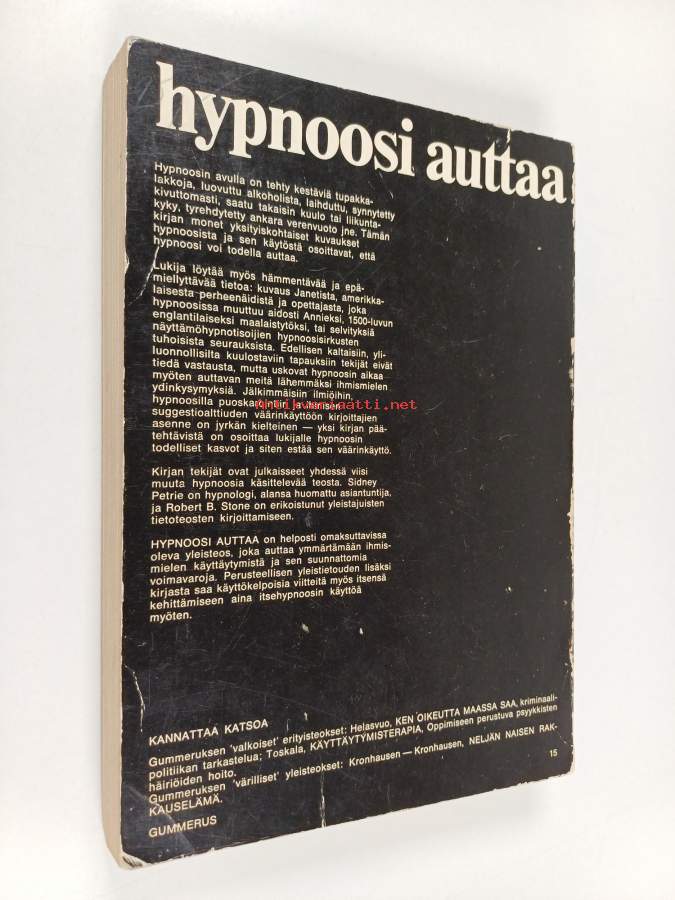 hypnoosi auttaa
Hypnoosin avulla on tehty kestäviä tupakka-
lakkoja, luovuttu alkoholista, laihduttu, synnytetty
kivuttomasti, saatu takaisin kuulo tai liikunta-
kyky, tyrehdytetty ankara verenvuoto jne. Tämän
kirjan monet yksityiskohtaiset kuvaukset
hypnoosista ja sen käytöstä osoittavat, että
hypnoosi voi todella auttaa.
Lukija löytää myös hämmentävää ja epä-
miellyttävää tietoa: kuvaus Janetista, amerikka-
laisesta perheenäidistä ja opettajasta, joka
hypnoosissa muuttuu aidosti Annieksi, 1500-luvun
englantilaiseksi maalaistytöksi, tai selvityksiä
näyttämöhypnotisoijien hypnoosisirkusten
tuhoisista seurauksista. Edellisen kaltaisiin, yli-
luonnollisilta kuulostaviin tapauksiin tekijät eivät
tiedä vastausta, mutta uskovat hypnoosin aikaa
myöten auttavan meitä lähemmäksi ihmismielen
ydinkysymyksiä. Jälkimmäisiin ilmiöihin,
hypnoosilla puoskarointiin ja ihmisen
antikvariaatti.net
suggestioalttiuden väärinkäyttöön kirjoittajien
asenne on jyrkän kielteinen — yksi kirjan pää-
tehtävistä on osoittaa lukijalle hypnoosin
todelliset kasvot ja siten estää sen väärinkäyttö.
Kirjan tekijät ovat julkaisseet yhdessä viisi
muuta hypnoosia käsittelevää teosta. Sidney
Petrie on hypnologi, alansa huomattu asiantuntija.
ja Robert B. Stone on erikoistunut yleistajuisten
tietoteosten kirjoittamiseen.
HYPNOOSI AUTTAA on helposti omaksuttavissa
oleva yleisteos, joka auttaa ymmärtämään ihmis-
mielen käyttäytymistä ja sen suunnattomia
voimavaroja. Perusteellisen yleistietouden lisäksi
kirjasta saa käyttökelpoisia viitteitä myös itsensä
kehittämiseen aina itsehypnoosin käyttöä
myöten.
KANNATTAA KATSOA
Gummeruksen 'valkoiset' erityisteokset: Helasvuo, KEN OIKEUTTA MAASSA SAA, kriminaali-
politiikan tarkastelua; Toskala, KÄYTTÄYTYMISTERAPIA, Oppimiseen perustuva psyykkisten
häiriöiden hoito.
Gummeruksen 'värilliset' yleisteokset: Kronhausen — Kronhausen, NELJÄN NAISEN RAK-
KAUSELÄMÄ.
15
GUMMERUS